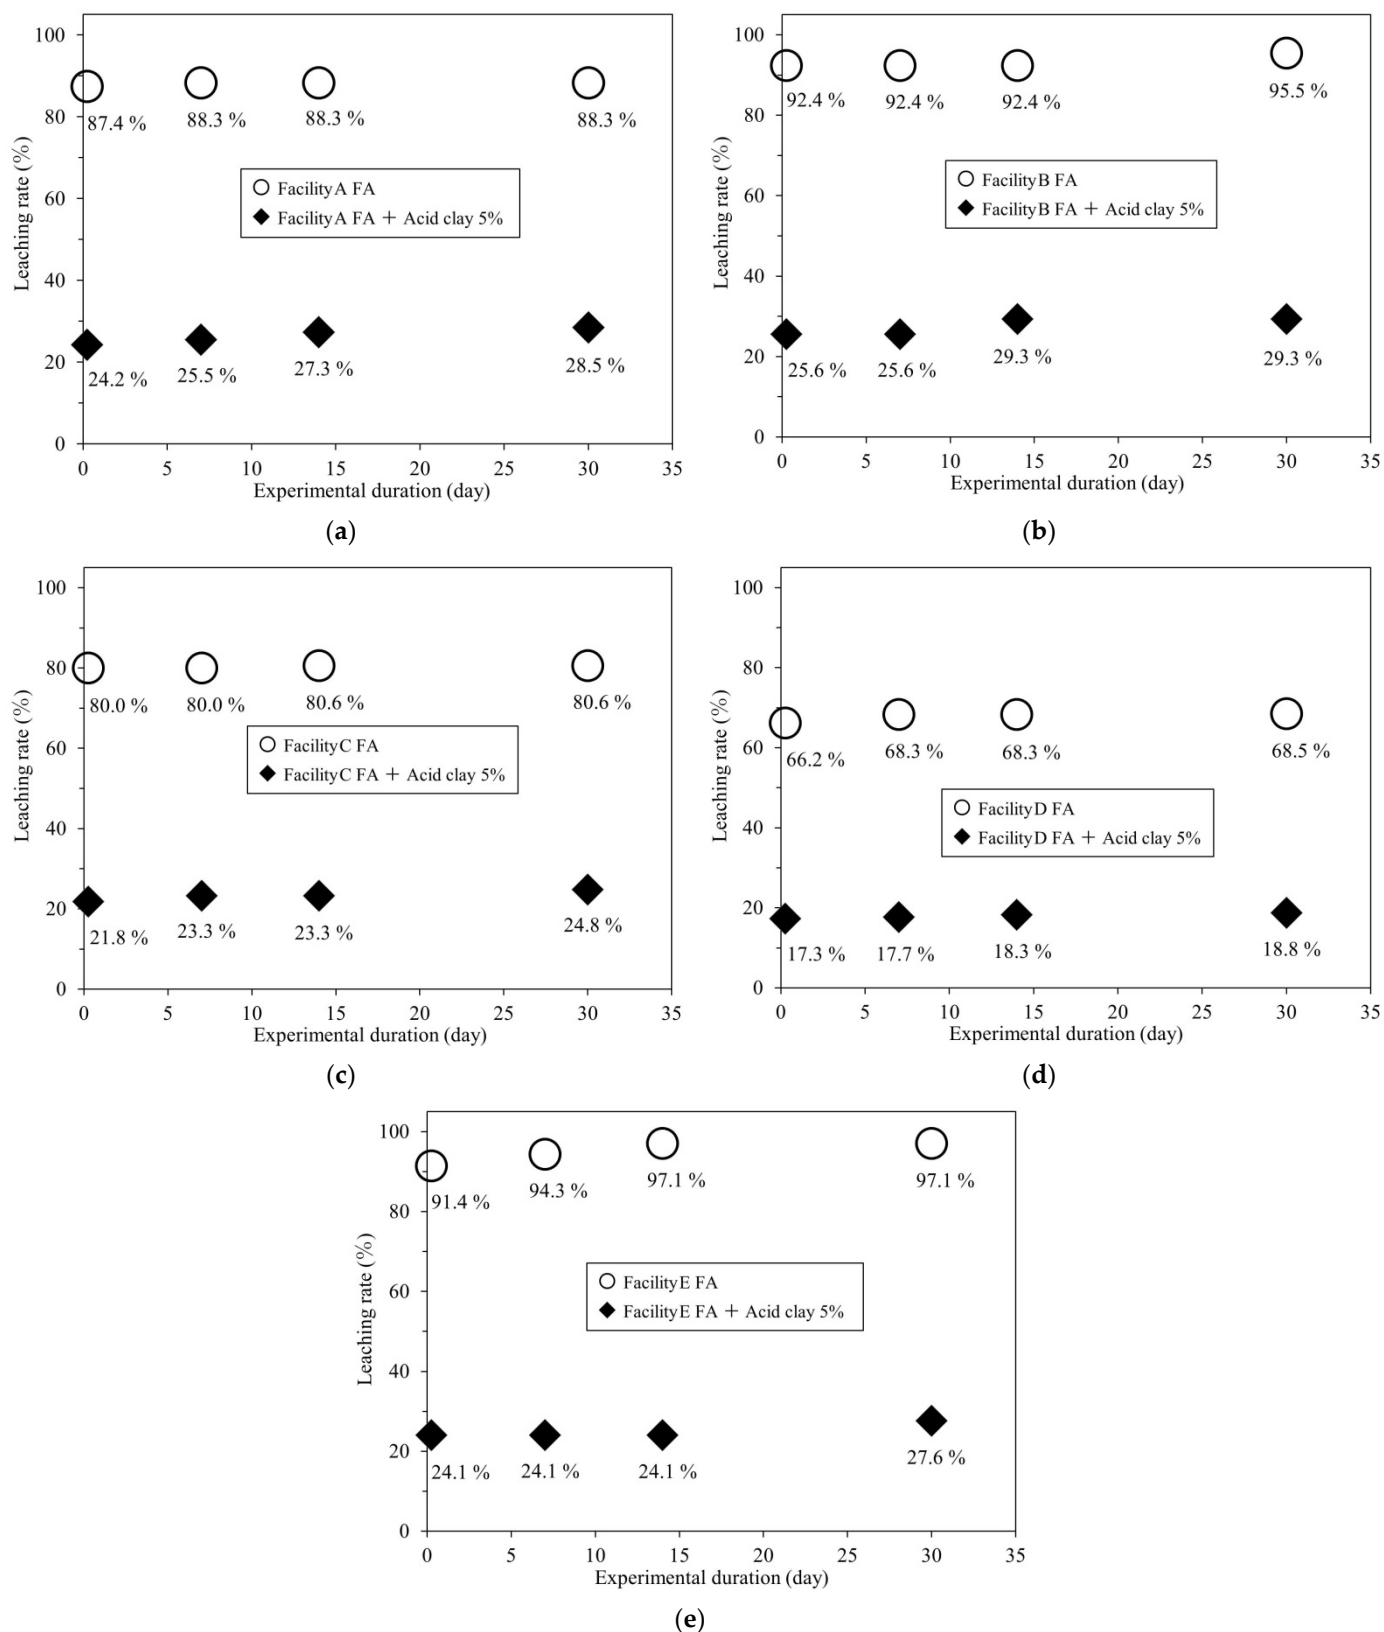 100
80
60
40
20
0
Leaching rate (%)
87.4 %
88.3 %
88.3 %
88.3 %
FacilityA FA
FacilityA FA + Acid clay 5%
24.2 %
25.5 %
27.3 %
28.5 %
0 5 10 15 20 25 30 35
Experimental duration (day)
(a)
100
80
60
40
20
0
Leaching rate (%)
92.4 %
92.4 %
92.4 %
95.5 %
FacilityB FA
FacilityB FA + Acid clay 5%
25.6 %
25.6 %
29.3 %
29.3 %
0 5 10 15 20 25 30 35
Experimental duration (day)
(b)
100
80
60
40
20
0
Leaching rate (%)
80.0 %
80.0 %
80.6 %
80.6 %
FacilityC FA
FacilityC FA + Acid clay 5%
21.8 %
23.3 %
23.3 %
24.8 %
0 5 10 15 20 25 30 35
Experimental duration (day)
(c)
100
80
60
40
20
0
Leaching rate (%)
66.2 %
68.3 %
68.3 %
68.5 %
FacilityD FA
FacilityD FA + Acid clay 5%
17.3 %
17.7 %
18.3 %
18.8 %
0 5 10 15 20 25 30 35
Experimental duration (day)
(d)
100
80
60
40
20
0
Leaching rate (%)
91.4 %
94.3 %
97.1 %
97.1 %
FacilityE FA
FacilityE FA + Acid clay 5%
24.1 %
24.1 %
24.1 %
27.6 %
0 5 10 15 20 25 30 35
Experimental duration (day)
(e)